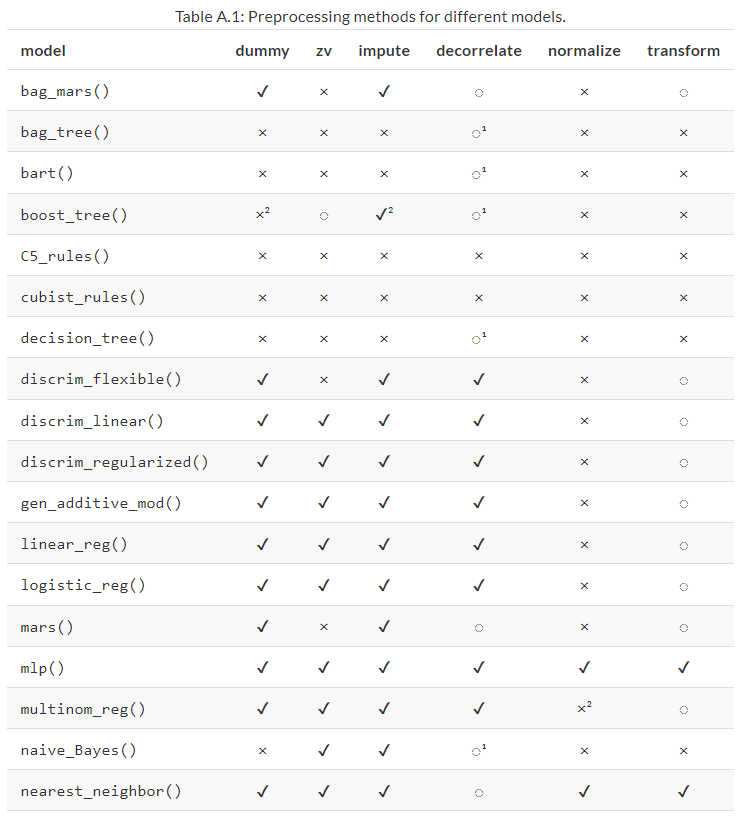 Table A.1: Preprocessing methods for different models.
model dummy zv impute decorrelate normalize transform
bag_mars() ✓ × ✓ ◌ × ◌
bag_tree() × × × ◌¹ × ×
bart() × × × ◌¹ × ×
boost_tree() ×² ◌ ✓² ◌¹ × ×
C5_rules() × × × × × ×
cubist_rules() × × × × × ×
decision_tree() × × × ◌¹ × ×
discrim_flexible() ✓ × ✓ ✓ × ◌
discrim_linear() ✓ ✓ ✓ ✓ × ◌
discrim_regularized() ✓ ✓ ✓ ✓ × ◌
gen_additive_mod() ✓ ✓ ✓ ✓ × ◌
linear_reg() ✓ ✓ ✓ ✓ × ◌
logistic_reg() ✓ ✓ ✓ ✓ × ◌
mars() ✓ × ✓ ◌ × ◌
mlp() ✓ ✓ ✓ ✓ ✓ ✓
multinom_reg() ✓ ✓ ✓ ✓ ×² ◌
naive_Bayes() × ✓ ✓ ◌¹ × ×
nearest_neighbor() ✓ ✓ ✓ ◌ ✓ ✓